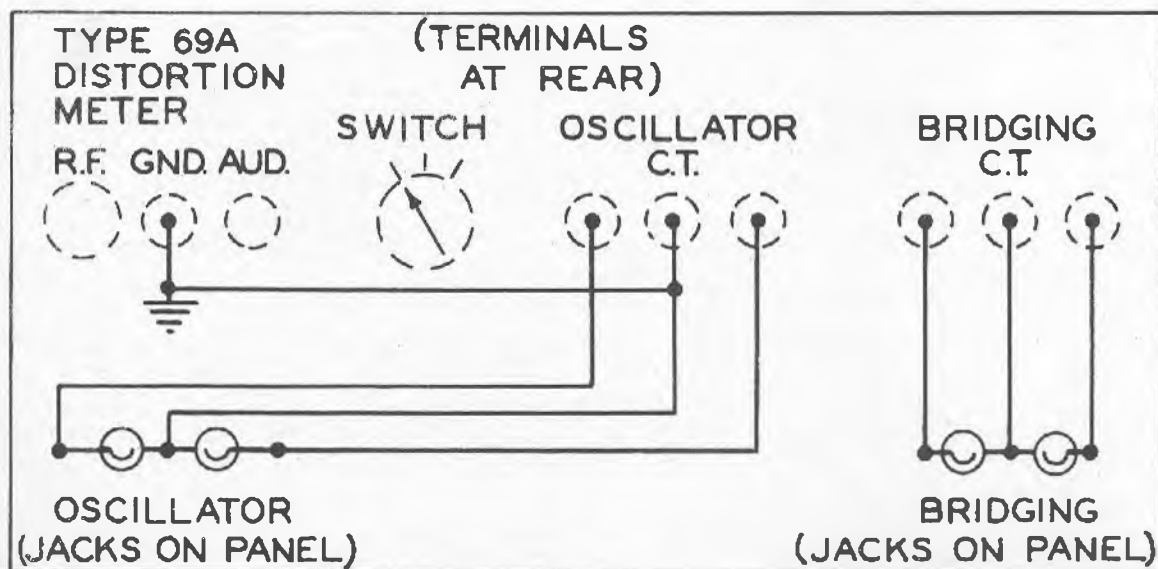 TYPE 69A
DISTORTION
METER
(TERMINALS
AT REAR)
SWITCH
OSCILLATOR
C.T.
BRIDGING
C.T.
R.F. GND. AUD.
OSCILLATOR
(JACKS ON PANEL)
BRIDGING
(JACKS ON PANEL)